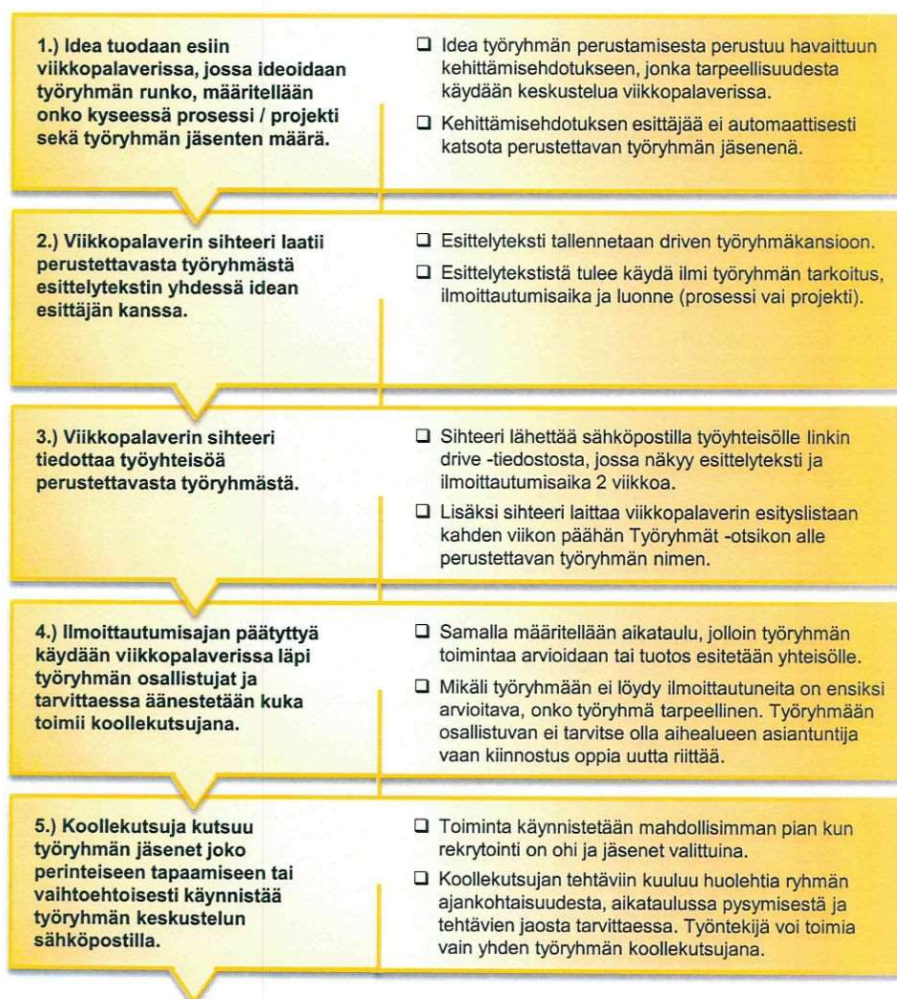 1.) Idea tuodaan esiin
viikkopalaverissa, jossa ideoidaan
työryhmän runko, määritellään
onko kyseessä prosessi / projekti
sekä työryhmän jäsenten määrä.
❑ Idea työryhmän perustamisesta perustuu havaittuun
kehittämisehdotukseen, jonka tarpeellisuudesta
käydään keskustelua viikkopalaverissa.
❑ Kehittämisehdotuksen esittäjää ei automaattisesti
katsota perustettavan työryhmän jäsenenä.
2.) Viikkopalaverin sihteeri laatii
perustettavasta työryhmästä
esittelytekstin yhdessä idean
esittäjän kanssa.
❑ Esittelyteksti tallennetaan driven työryhmäkansioon.
❑ Esittelytekstistä tulee käydä ilmi työryhmän tarkoitus,
ilmoittautumisaika ja luonne (prosessi vai projekti).
3.) Viikkopalaverin sihteeri
tiedottaa työyhteisöä
perustettavasta työryhmästä.
❑ Sihteeri lähettää sähköpostilla työyhteisölle linkin
drive -tiedostosta, jossa näkyy esittelyteksti ja
ilmoittautumisaika 2 viikkoa.
❑ Lisäksi sihteeri laittaa viikkopalaverin esityslistaan
kahden viikon päähän Työryhmät -otsikon alle
perustettavan työryhmän nimen.
4.) Ilmoittautumisajan päätyttyä
käydään viikkopalaverissa läpi
työryhmän osallistujat ja
tarvittaessa äänestetään kuka
toimii koollekutsujana.
❑ Samalla määritellään aikataulu, jolloin työryhmän
toimintaa arvioidaan tai tuotos esitetään yhteisölle.
❑ Mikäli työryhmään ei löydy ilmoittautuneita on ensiksi
arvioitava, onko työryhmä tarpeellinen. Työryhmään
osallistuvan ei tarvitse olla aihealueen asiantuntija
vaan kiinnostus oppia uutta riittää.
5.) Koollekutsuja kutsuu
työryhmän jäsenet joko
perinteiseen tapaamiseen tai
vaihtoehtoisesti käynnistää
työryhmän keskustelun
sähköpostilla.
❑ Toiminta käynnistetään mahdollisimman pian kun
rekrytointi on ohi ja jäsenet valittuina.
❑ Koollekutsujan tehtäviin kuuluu huolehtia ryhmän
ajankohtaisuudesta, aikataulussa pysymisestä ja
tehtävien jaosta tarvittaessa. Työntekijä voi toimia
vain yhden työryhmän koollekutsujana.